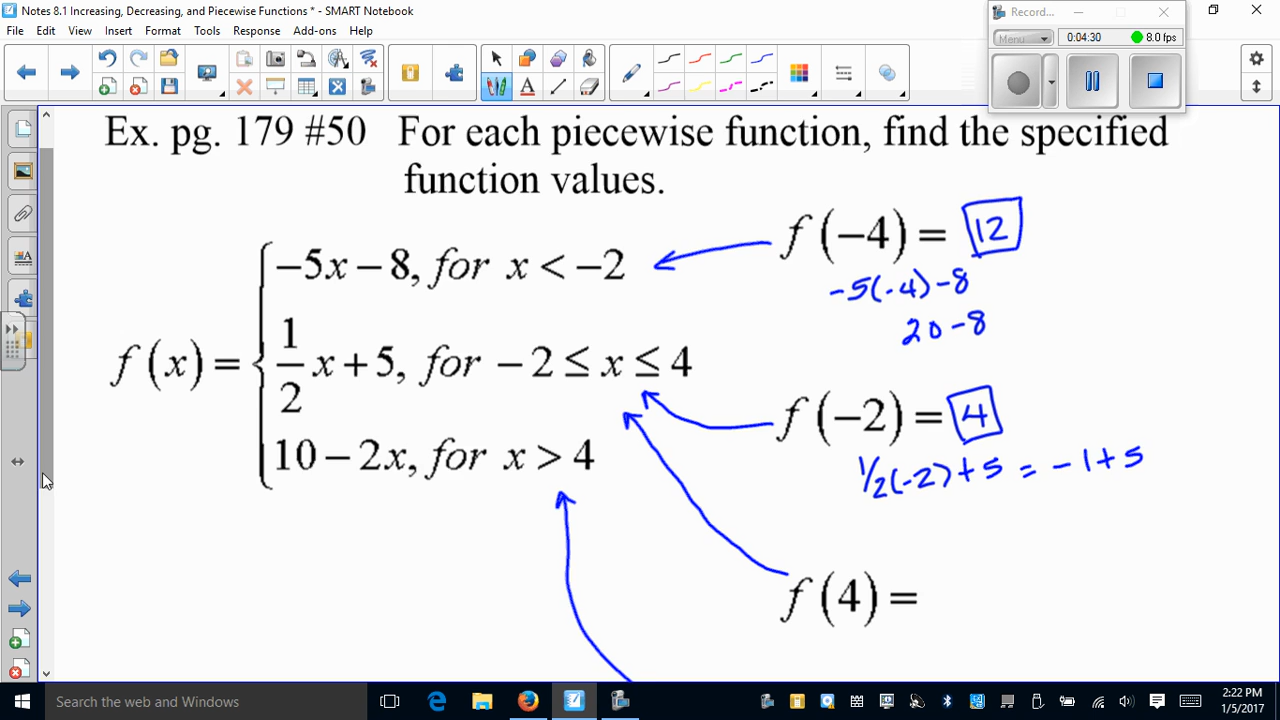 Notes 8.1 Increasing, Decreasing, and Piecewise Functions * - SMART Notebook
File Edit View Insert Format Tools Response Add-ons Help
Record...
Menu 0:04:30 8.0 fps
Ex. pg. 179 #50 For each piecewise function, find the specified
function values.
f(-4) = 12
-5x - 8, for x < -2
-5(-4) - 8
20 - 8
f(x) = { 1/2 x + 5, for -2 ≤ x ≤ 4
f(-2) = 4
10 - 2x, for x > 4
1/2(-2) + 5 = -1 + 5
f(4) =
Search the web and Windows
2:22 PM
1/5/2017